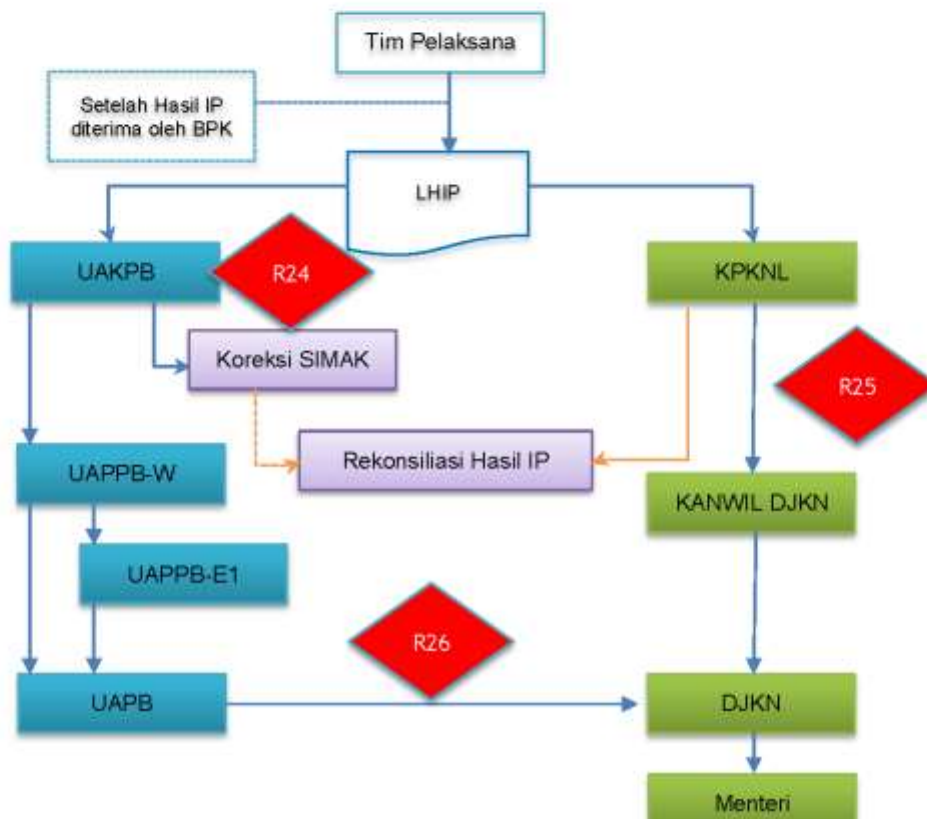 Tim Pelaksana
Setelah Hasil IP
diterima oleh BPK
LHIP
UAKPB
R24
KPKNL
Koreksi SIMAK
R25
UAPPB-W
Rekonsiliasi Hasil IP
KANWIL DJKN
UAPPB-E1
R26
UAPB
DJKN
Menteri